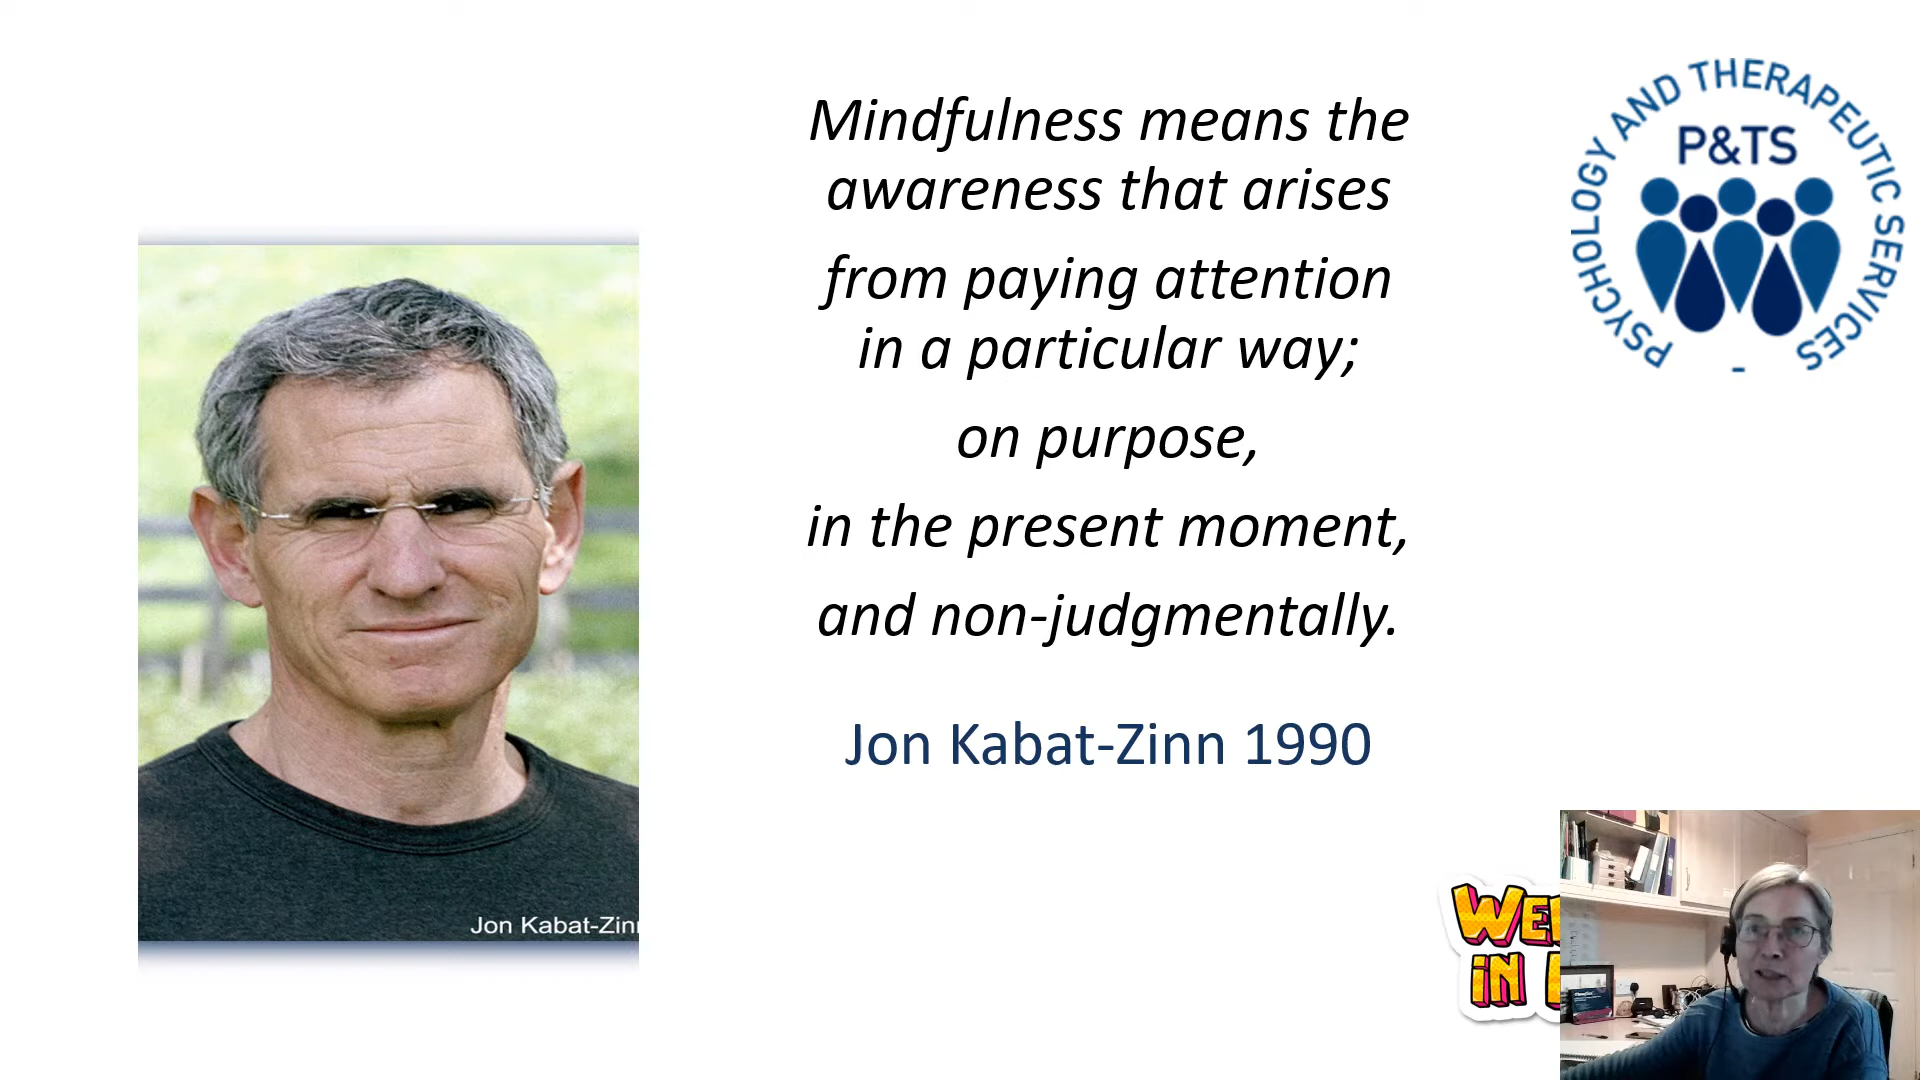 Mindfulness means the
awareness that arises
from paying attention
in a particular way;
on purpose,
in the present moment,
and non-judgmentally.
Jon Kabat-Zinn 1990
PSYCHOLOGY AND THERAPEUTIC SERVICES
P&TS
-
Jon Kabat-Zin
in